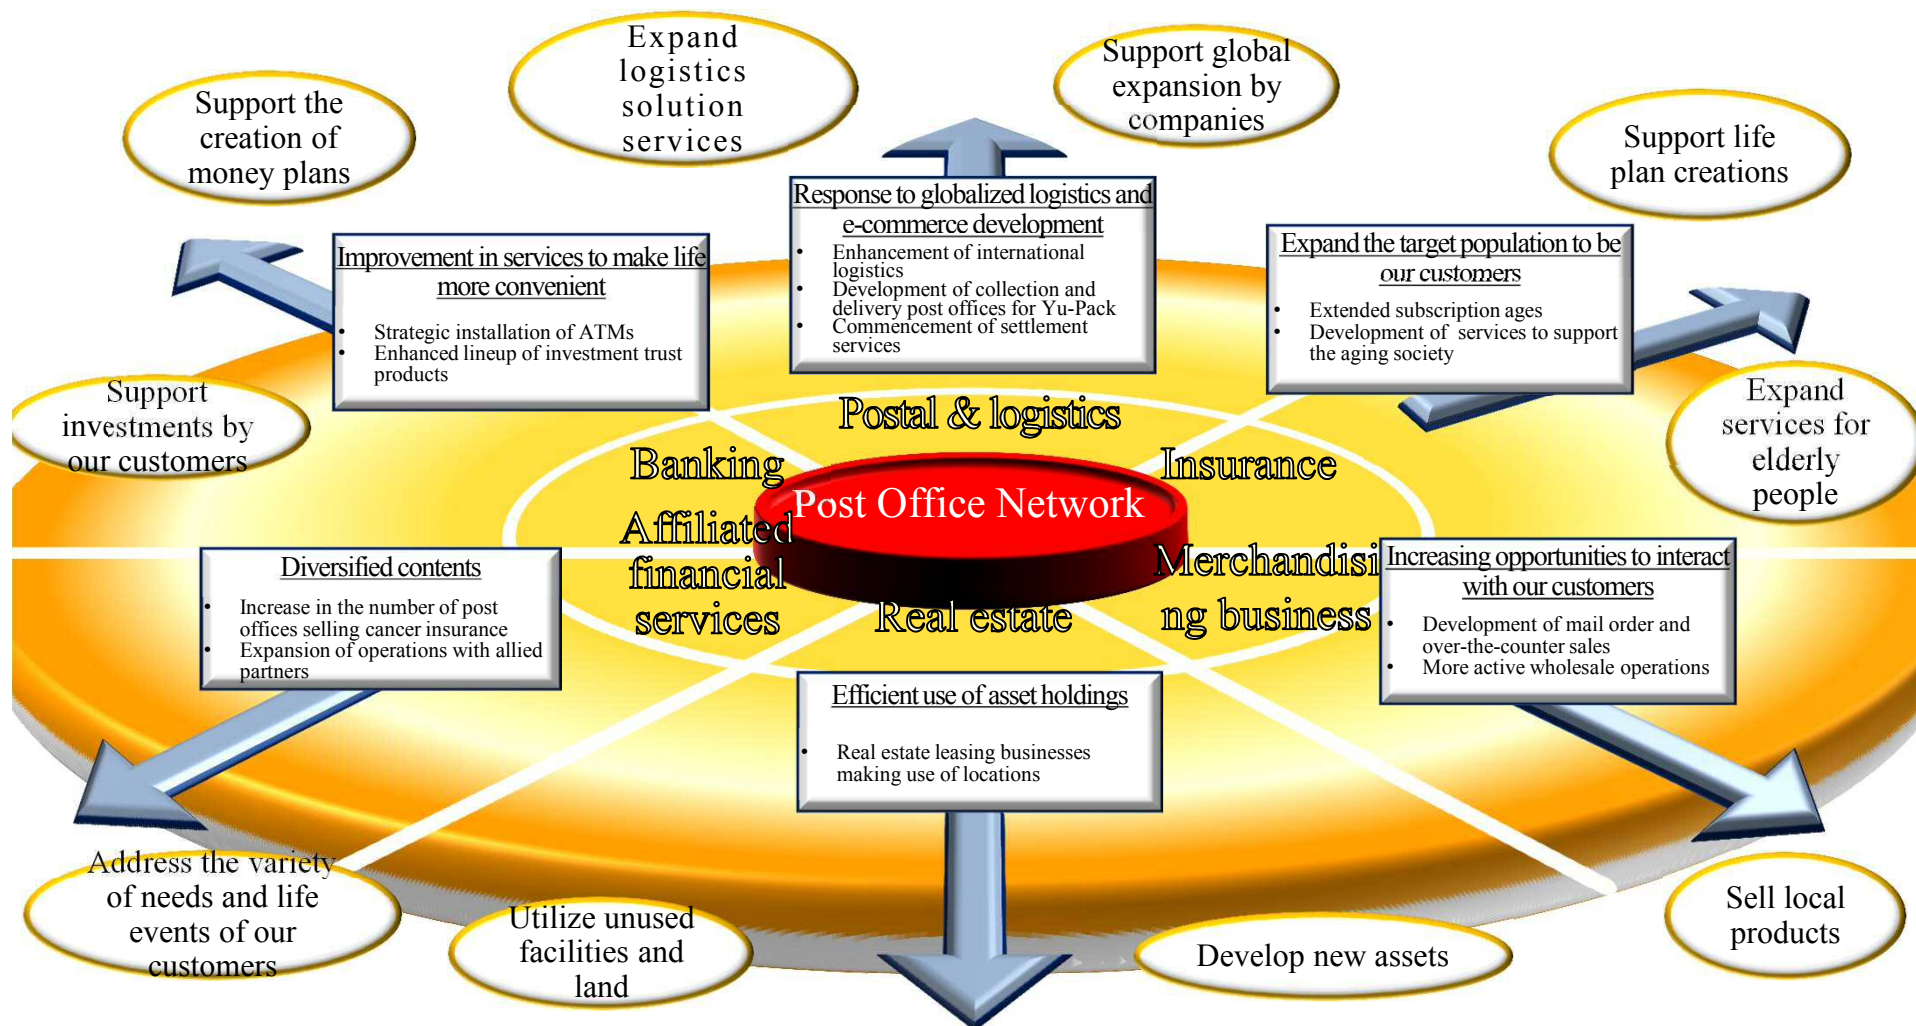 Expand
logistics
solution
services
Support global
expansion by
companies
Support the
creation of
money plans
Support life
plan creations
Response to globalized logistics and
e-commerce development
• Enhancement of international
logistics
• Development of collection and
delivery post offices for Yu-Pack
• Commencement of settlement
services
Improvement in services to make life
more convenient
• Strategic installation of ATMs
• Enhanced lineup of investment trust
products
Expand the target population to be
our customers
• Extended subscription ages
• Development of services to support
the aging society
Support
investments by
our customers
Expand
services for
elderly
people
Postal & logistics
Banking
Insurance
Post Office Network
Affiliated
financial
services
Merchandisi
ng business
Real estate
Diversified contents
• Increase in the number of post
offices selling cancer insurance
• Expansion of operations with allied
partners
Increasing opportunities to interact
with our customers
• Development of mail order and
over-the-counter sales
• More active wholesale operations
Efficient use of asset holdings
• Real estate leasing businesses
making use of locations
Address the variety
of needs and life
events of our
customers
Utilize unused
facilities and
land
Develop new assets
Sell local
products